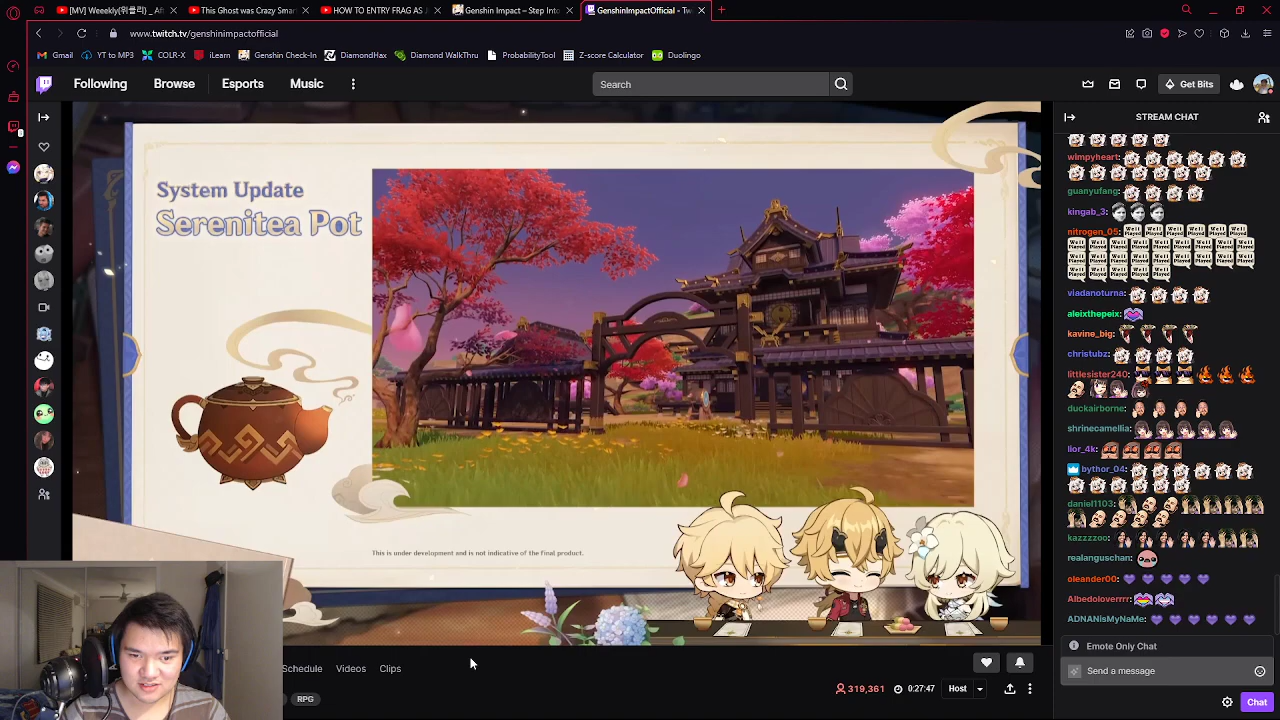 [MV] Weeekly(위클리) _ Aft
This Ghost was Crazy Smart
HOW TO ENTRY FRAG AS J
Genshin Impact – Step Into
GenshinImpactOfficial - Tw
www.twitch.tv/genshinimpactofficial
Gmail
YT to MP3
COLR-X
iLearn
Genshin Check-In
DiamondHax
Diamond WalkThru
ProbabilityTool
Z-score Calculator
Duolingo
Following
Browse
Esports
Music
Search
Get Bits
STREAM CHAT
System Update
Serenitea Pot
This is under development and is not indicative of the final product.
wimpyheart:
guanyufang:
kingab_3:
nitrogen_05:
vladanoturna:
aleixthepeix:
kavine_big:
christubz:
littlesister240:
duckairborne:
shrinecamellia:
lior_4k:
bythor_04:
daniel1103:
kazzzzoo:
realanguschan:
oleander00:
Albedoloverrrr:
ADNANisMyNaMe:
Emote Only Chat
Send a message
Chat
Schedule
Videos
Clips
RPG
319,361
0:27:47
Host